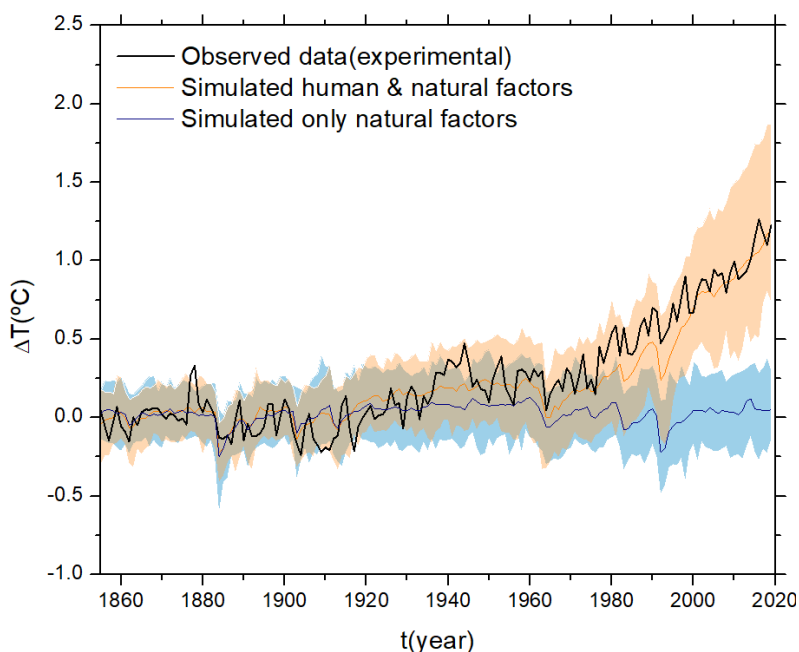 2.5
2.0
1.5
1.0
0.5
0.0
-0.5
-1.0
ΔT(ºC)
Observed data(experimental)
Simulated human & natural factors
Simulated only natural factors
1860 1880 1900 1920 1940 1960 1980 2000 2020
t(year)